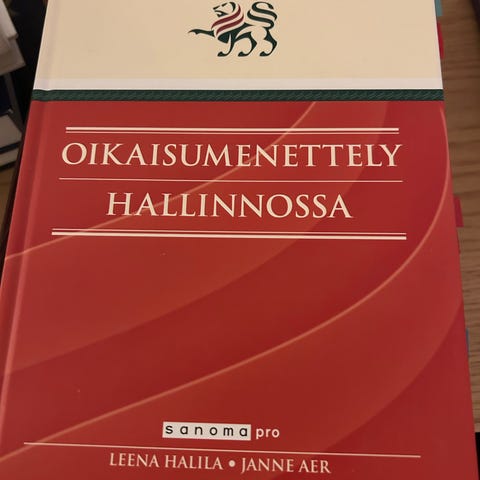 OIKAISUMENETTELY
HALLINNOSSA
sanoma pro
LEENA HALILA • JANNE AER